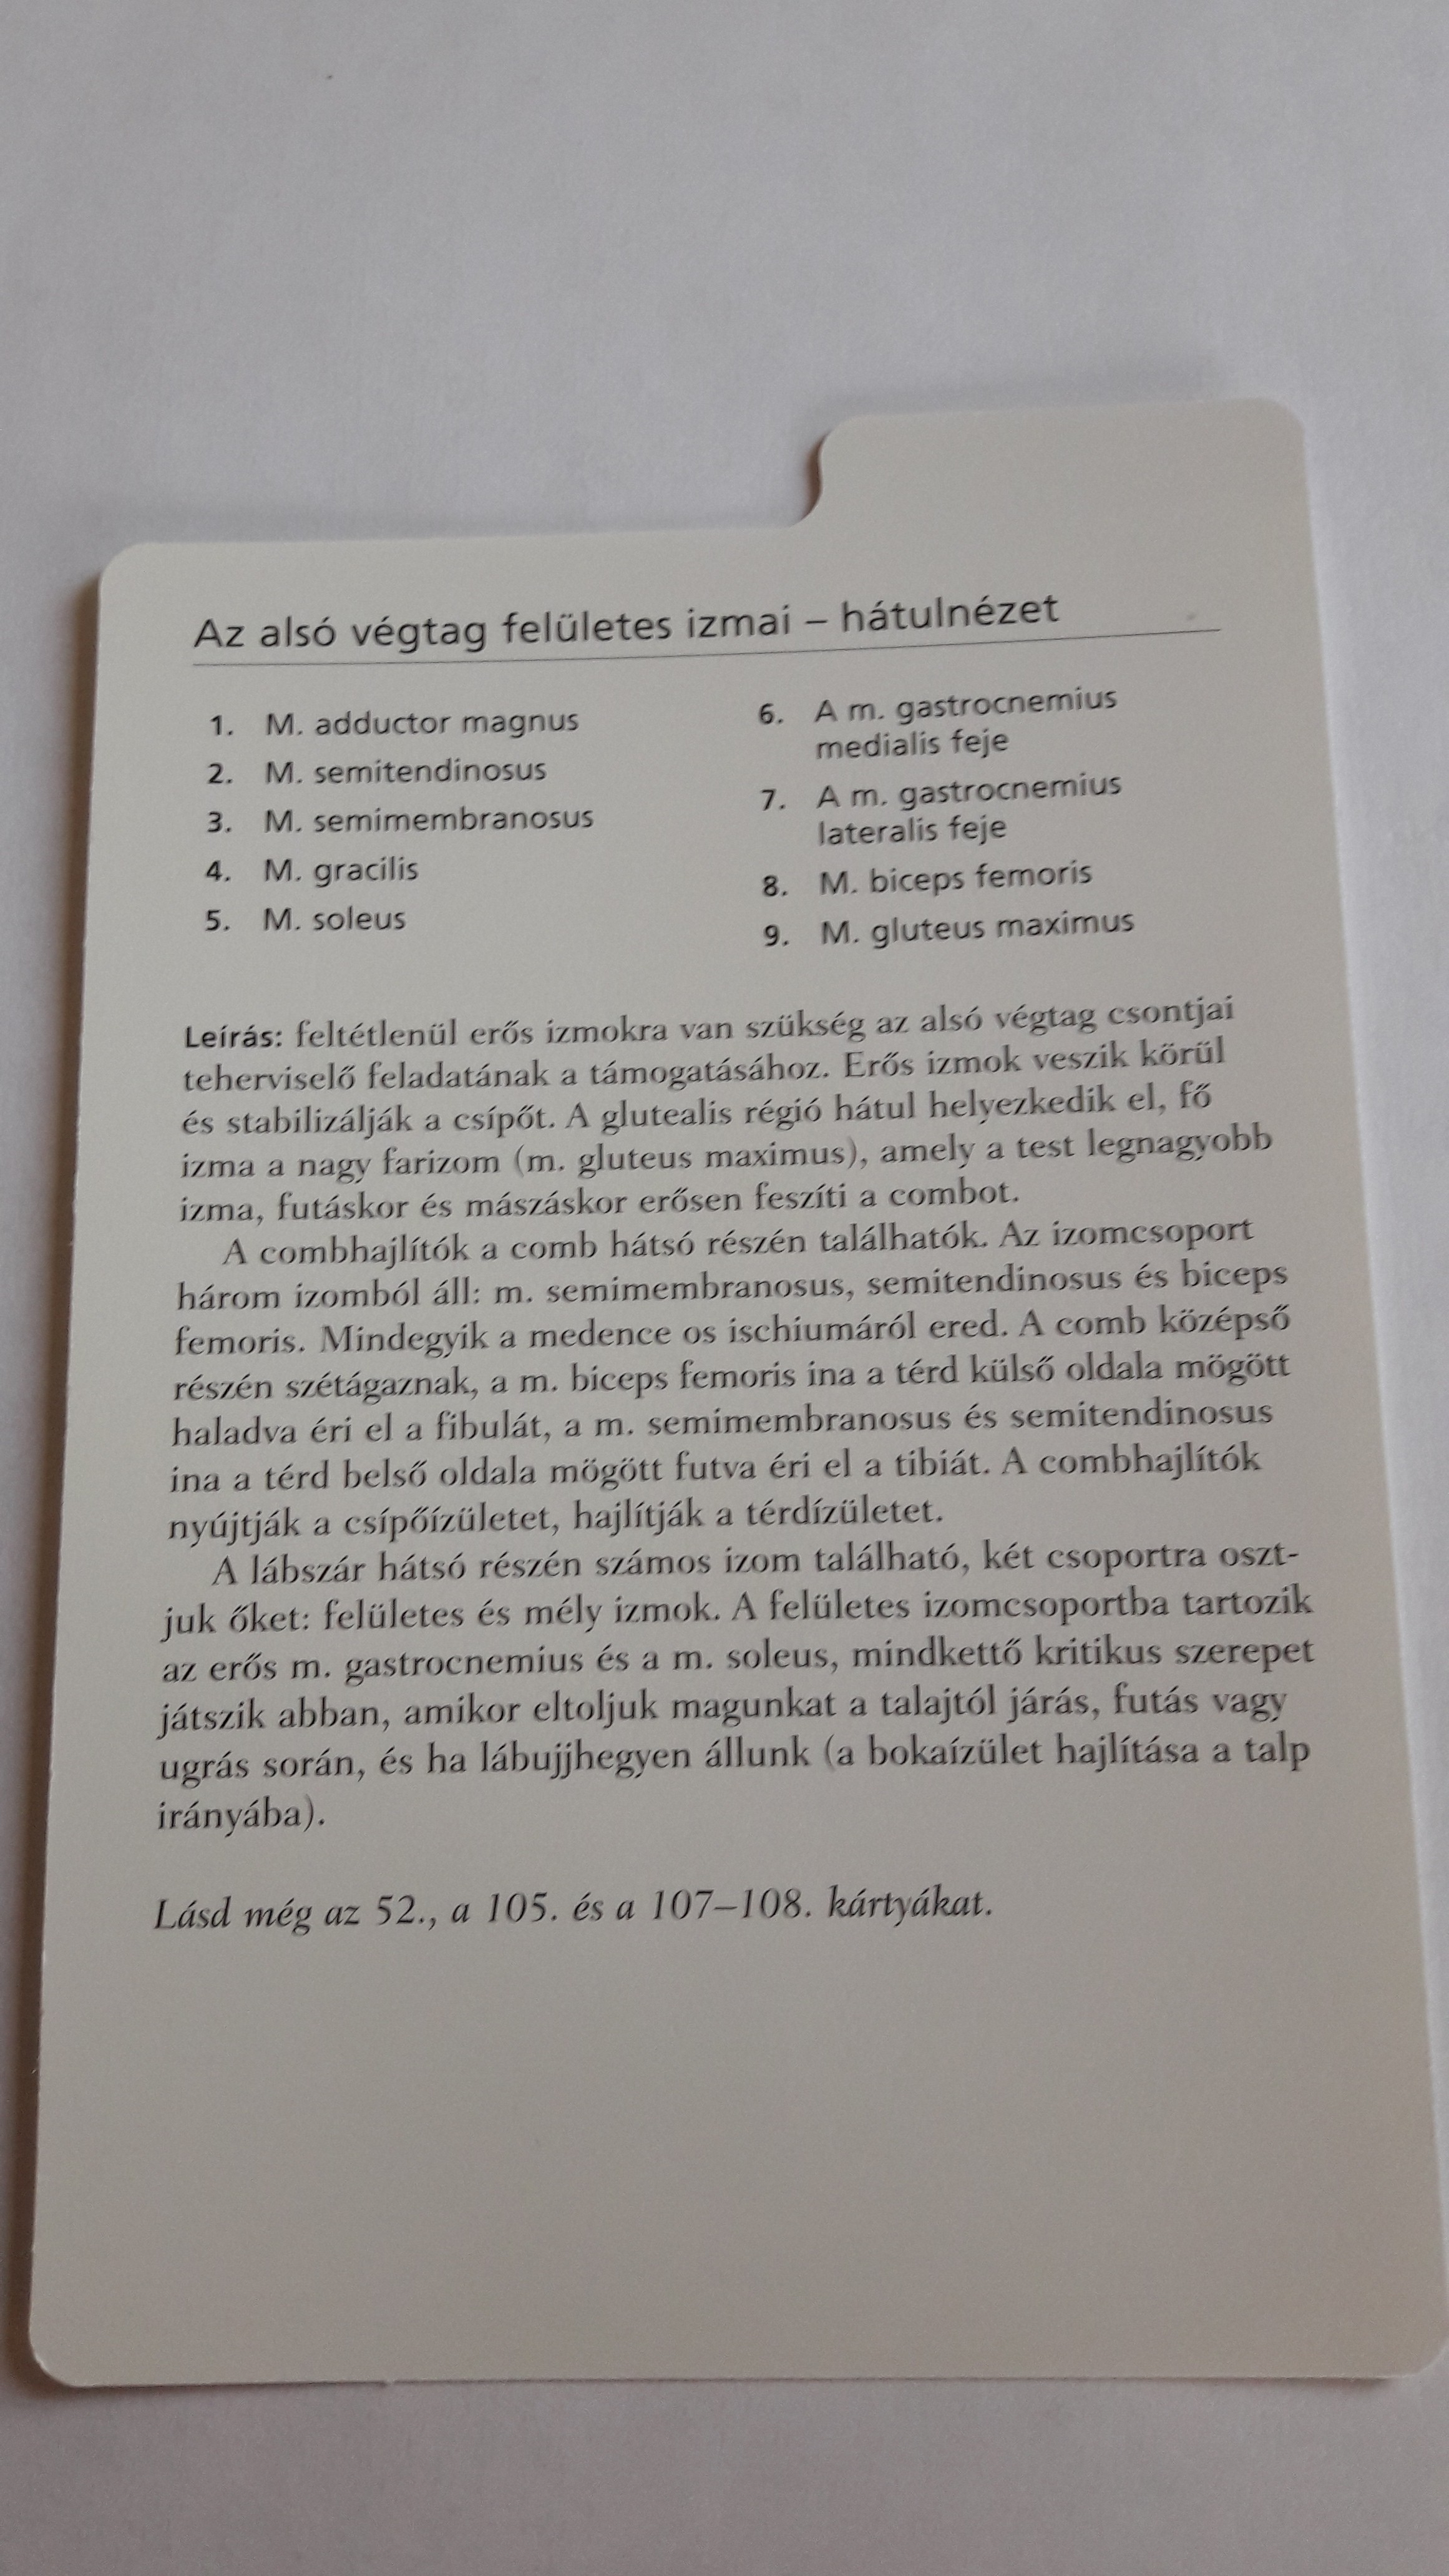 Az alsó végtag felületes izmai – hátulnézet
1. M. adductor magnus
2. M. semitendinosus
3. M. semimembranosus
4. M. gracilis
5. M. soleus
6. A m. gastrocnemius
medialis feje
7. A m. gastrocnemius
lateralis feje
8. M. biceps femoris
9. M. gluteus maximus
Leírás: feltétlenül erős izmokra van szükség az alsó végtag csontjai
teherviselő feladatának a támogatásához. Erős izmok veszik körül
és stabilizálják a csípőt. A glutealis régió hátul helyezkedik el, fő
izma a nagy farizom (m. gluteus maximus), amely a test legnagyobb
izma, futáskor és mászáskor erősen feszíti a combot.
A combhajlítók a comb hátsó részén találhatók. Az izomcsoport
három izomból áll: m. semimembranosus, semitendinosus és biceps
femoris. Mindegyik a medence os ischiumáról ered. A comb középső
részén szétágaznak, a m. biceps femoris ina a térd külső oldala mögött
haladva éri el a fibulát, a m. semimembranosus és semitendinosus
ina a térd belső oldala mögött futva éri el a tibiát. A combhajlítók
nyújtják a csípőízületet, hajlítják a térdízületet.
A lábszár hátsó részén számos izom található, két csoportra oszt-
juk őket: felületes és mély izmok. A felületes izomcsoportba tartozik
az erős m. gastrocnemius és a m. soleus, mindkettő kritikus szerepet
játszik abban, amikor eltoljuk magunkat a talajtól járás, futás vagy
ugrás során, és ha lábujjhegyen állunk (a bokaízület hajlítása a talp
irányába).
Lásd még az 52., a 105. és a 107–108. kártyákat.